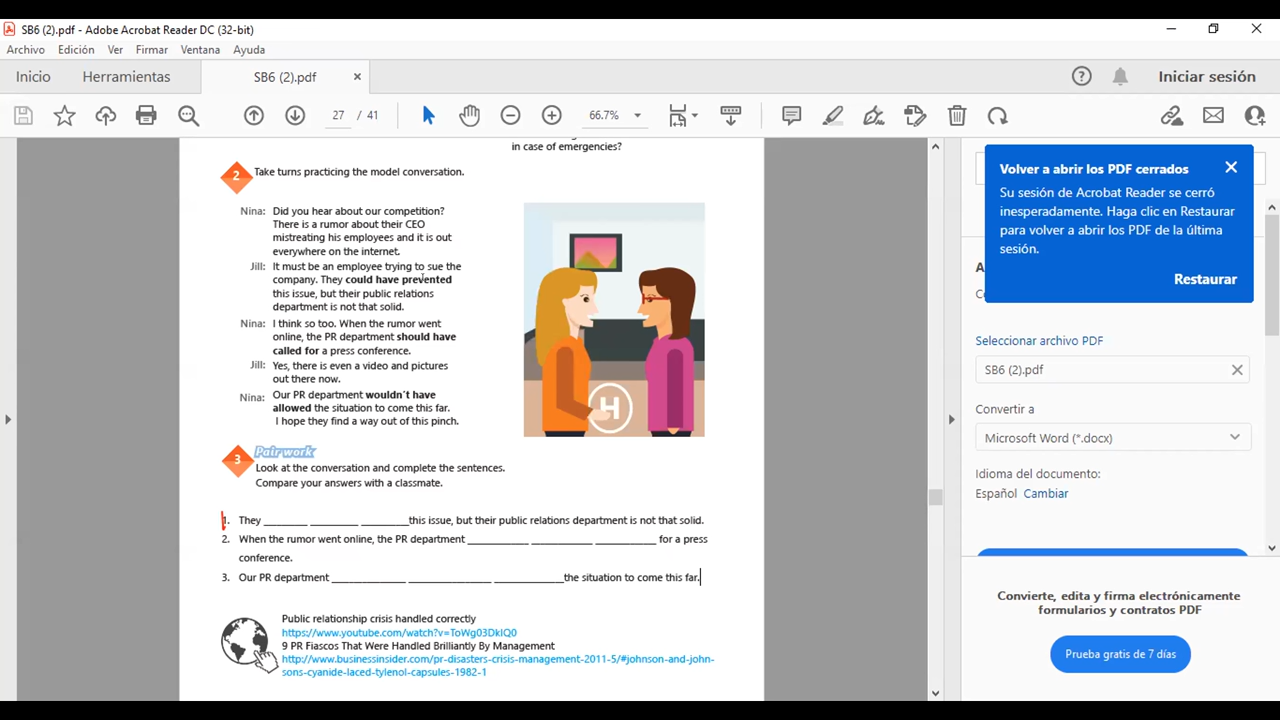 SB6 (2).pdf - Adobe Acrobat Reader DC (32-bit)
Archivo Edición Ver Firmar Ventana Ayuda
Inicio Herramientas SB6 (2).pdf
Iniciar sesión
27 / 41 66.7%
in case of emergencies?
2 Take turns practicing the model conversation.
Nina: Did you hear about our competition?
There is a rumor about their CEO
mistreating his employees and it is out
everywhere on the internet.
Jill: It must be an employee trying to sue the
company. They could have prevented
this issue, but their public relations
department is not that solid.
Nina: I think so too. When the rumor went
online, the PR department should have
called for a press conference.
Jill: Yes, there is even a video and pictures
out there now.
Nina: Our PR department wouldn´t have
allowed the situation to come this far.
I hope they find a way out of this pinch.
H
3 Pair work
Look at the conversation and complete the sentences.
Compare your answers with a classmate.
1. They ________ ________ ________this issue, but their public relations department is not that solid.
2. When the rumor went online, the PR department ________ ________ ________ for a press
conference.
3. Our PR department ________ ________ ________the situation to come this far.
Public relationship crisis handled correctly
https://www.youtube.com/watch?v=ToWg03DklQ0
9 PR Fiascos That Were Handled Brilliantly By Management
http://www.businessinsider.com/pr-disasters-crisis-management-2011-5/#johnson-and-john-
sons-cyanide-laced-tylenol-capsules-1982-1
Volver a abrir los PDF cerrados
Su sesión de Acrobat Reader se cerró
inesperadamente. Haga clic en Restaurar
para volver a abrir los PDF de la última
sesión.
Restaurar
Seleccionar archivo PDF
SB6 (2).pdf
Convertir a
Microsoft Word (*.docx)
Idioma del documento:
Español Cambiar
Convierte, edita y firma electrónicamente
formularios y contratos PDF
Prueba gratis de 7 días